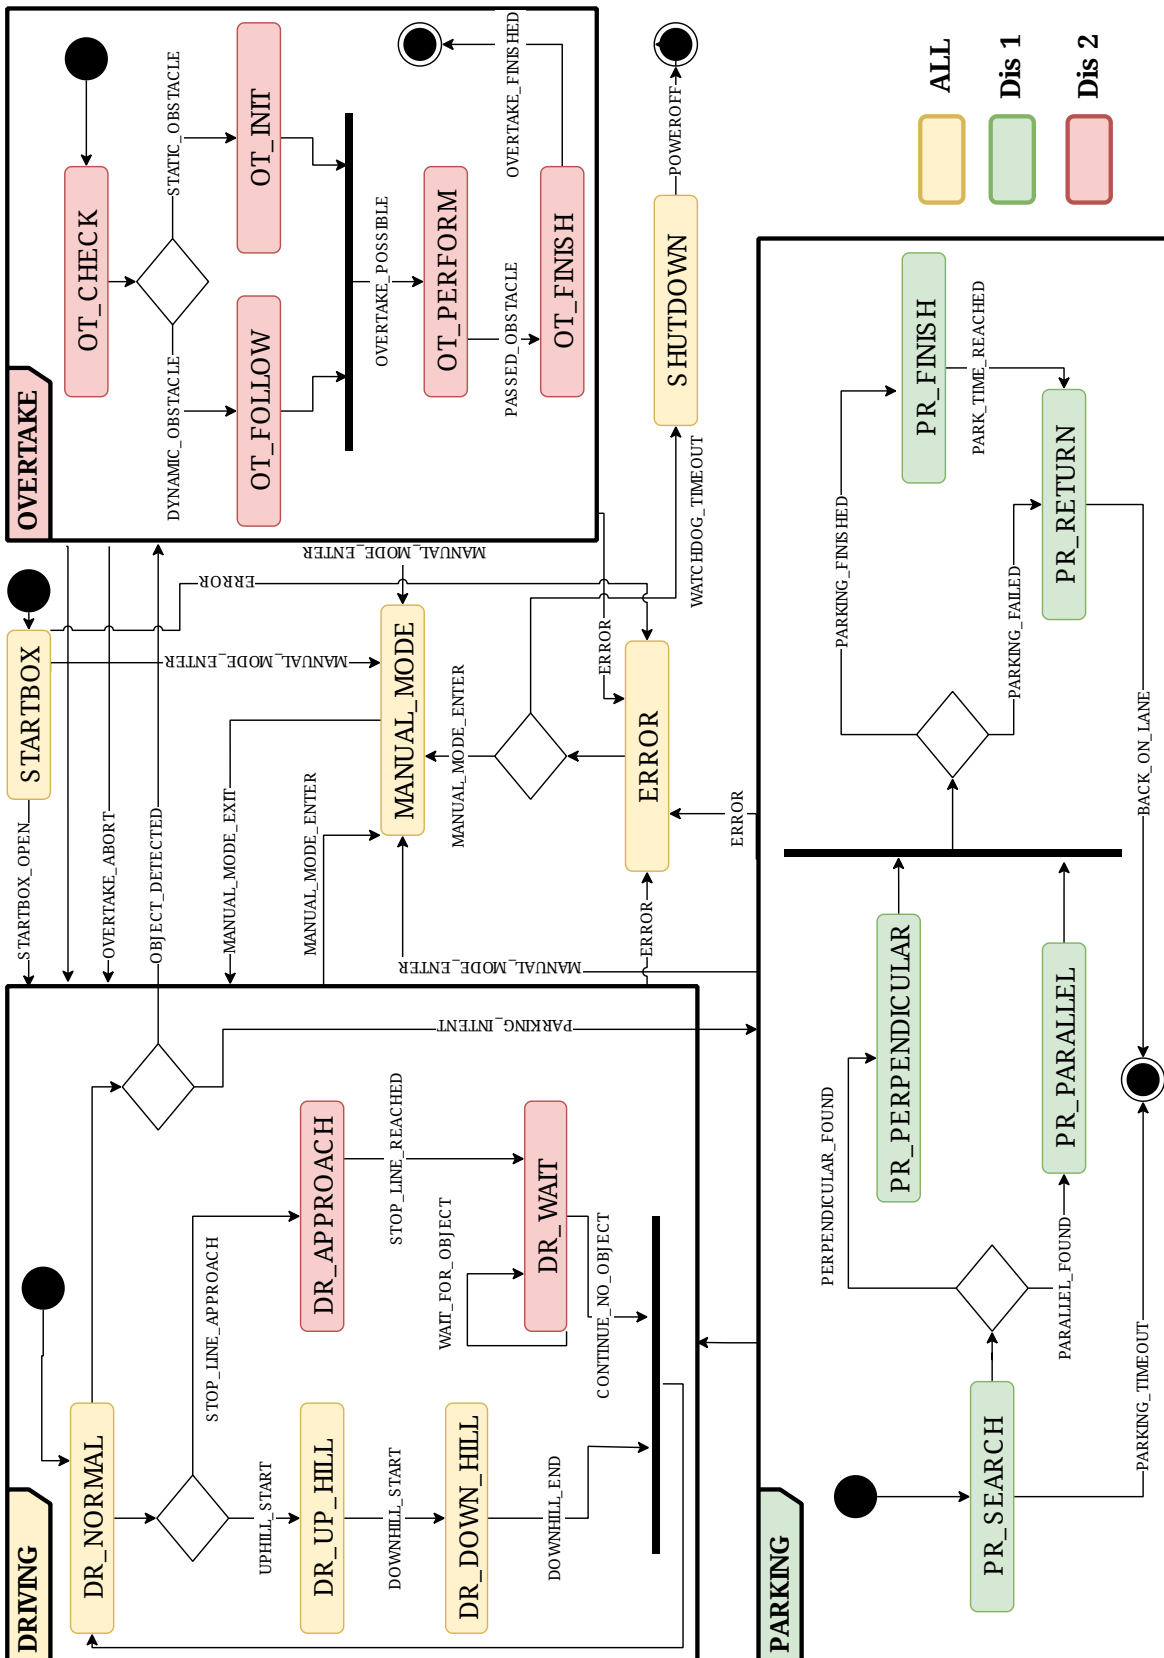 DRIVING
DR_NORMAL
UPHILL_START
DR_UP_HILL
DOWNHILL_START
DR_DOWN_HILL
DOWNHILL_END
STOP_LINE_APPROACH
DR_APPROACH
STOP_LINE_REACHED
WAIT_FOR_OBJECT
DR_WAIT
CONTINUE_NO_OBJECT
PARKING_INTENT
STARTBOX_OPEN
OVERTAKE_ABORT
OBJECT_DETECTED
MANUAL_MODE_EXIT
MANUAL_MODE_ENTER
MANUAL_MODE_ENTER
ERROR
ERROR
STARTBOX
MANUAL_MODE_ENTER
ERROR
MANUAL_MODE
MANUAL_MODE_ENTER
MANUAL_MODE_ENTER
ERROR
ERROR
WATCHDOG_TIMEOUT
SHUTDOWN
POWEROFF
OVERTAKE
OT_CHECK
DYNAMIC_OBSTACLE
STATIC_OBSTACLE
OT_FOLLOW
OT_INIT
OVERTAKE_POSSIBLE
OT_PERFORM
PASSED_OBSTACLE
OT_FINISH
OVERTAKE_FINISHED
PARKING
PR_SEARCH
PARKING_TIMEOUT
PERPENDICULAR_FOUND
PARALLEL_FOUND
PR_PERPENDICULAR
PR_PARALLEL
PARKING_FINISHED
PARKING_FAILED
PR_FINISH
PARK_TIME_REACHED
PR_RETURN
BACK_ON_LANE
ALL
Dis 1
Dis 2